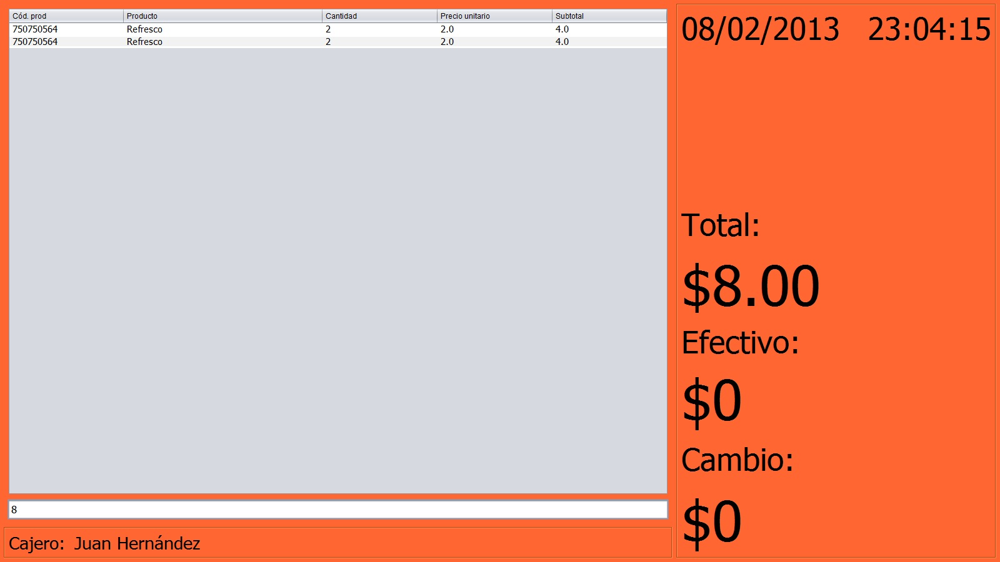 Cód. prod Producto Cantidad Precio unitario Subtotal
750750564 Refresco 2 2.0 4.0
750750564 Refresco 2 2.0 4.0
8
Cajero: Juan Hernández
08/02/2013 23:04:15
Total:
$8.00
Efectivo:
$0
Cambio:
$0